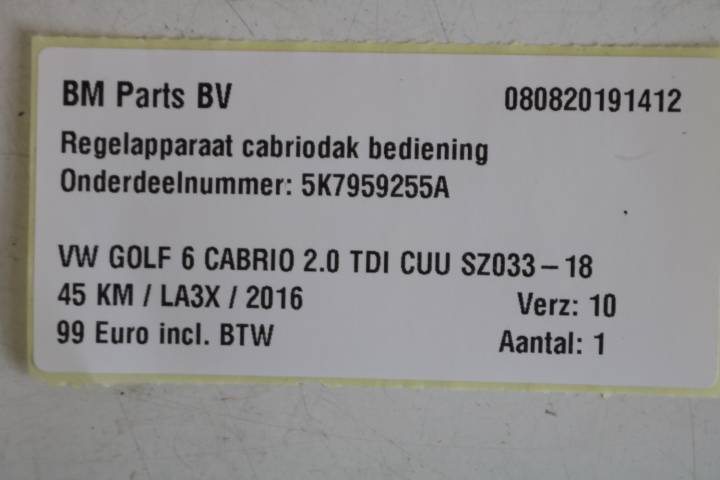 BM Parts BV 080820191412
Regelapparaat cabriodak bediening
Onderdeelnummer: 5K7959255A
VW GOLF 6 CABRIO 2.0 TDI CUU SZ033-18
45 KM / LA3X / 2016 Verz: 10
99 Euro incl. BTW Aantal: 1